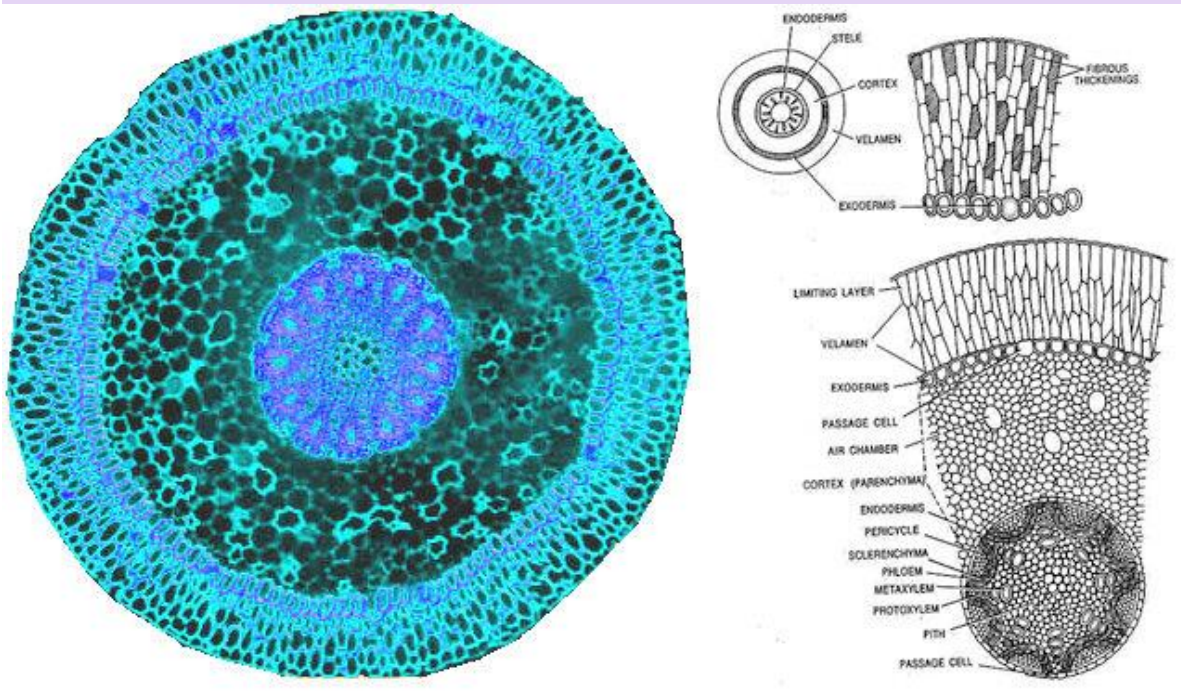 ENDODERMIS
STELE
CORTEX
VELAMEN
EXODERMIS
FIBROUS
THICKENINGS
LIMITING LAYER
VELAMEN
EXODERMIS
PASSAGE CELL
AIR CHAMBER
CORTEX (PARENCHYMA)
ENDODERMIS
PERICYCLE
SCLERENCHYMA
PHLOEM
METAXYLEM
PROTOXYLEM
PITH
PASSAGE CELL